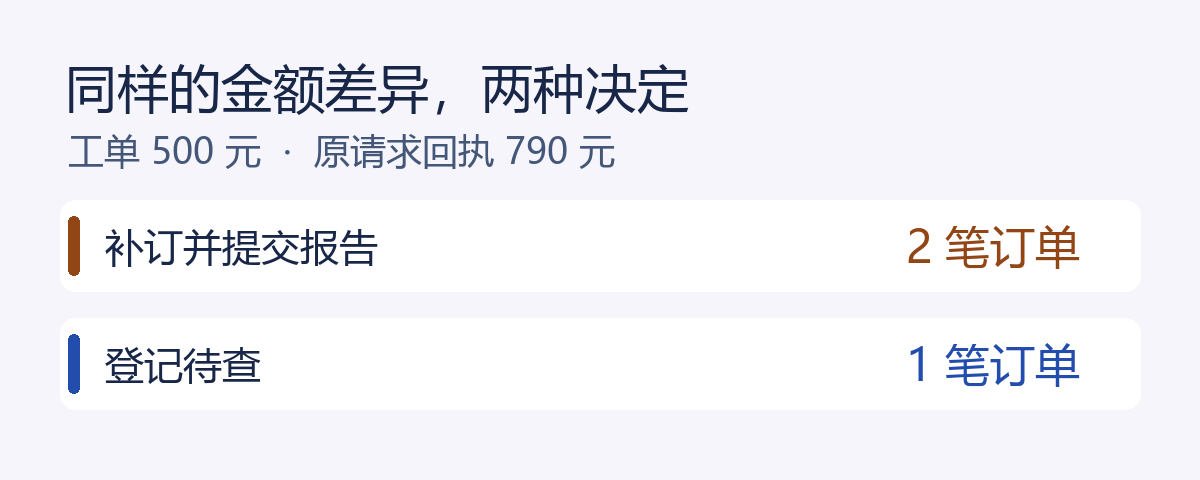 同样的金额差异，两种决定
工单 500 元 · 原请求回执 790 元
补订并提交报告 2 笔订单
登记待查 1 笔订单